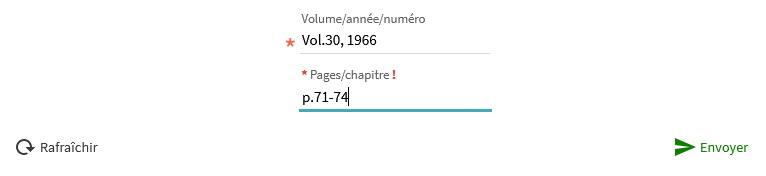 Volume/année/numéro
* Vol.30, 1966
* Pages/chapitre !
p.71-74
Rafraîchir Envoyer